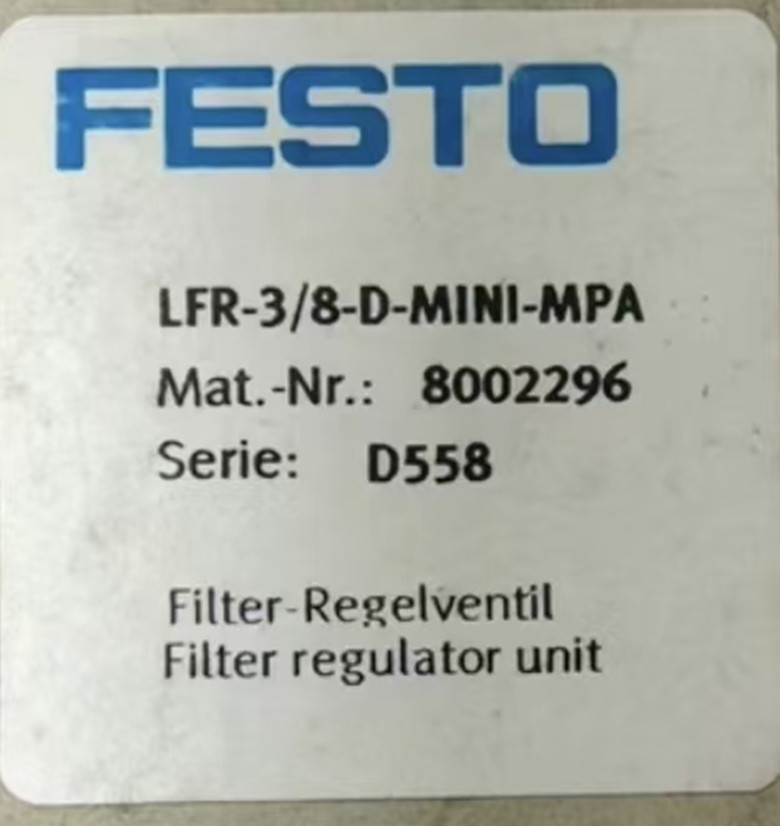 FESTO
LFR-3/8-D-MINI-MPA
Mat.-Nr.: 8002296
Serie: D558
Filter-Regelventil
Filter regulator unit